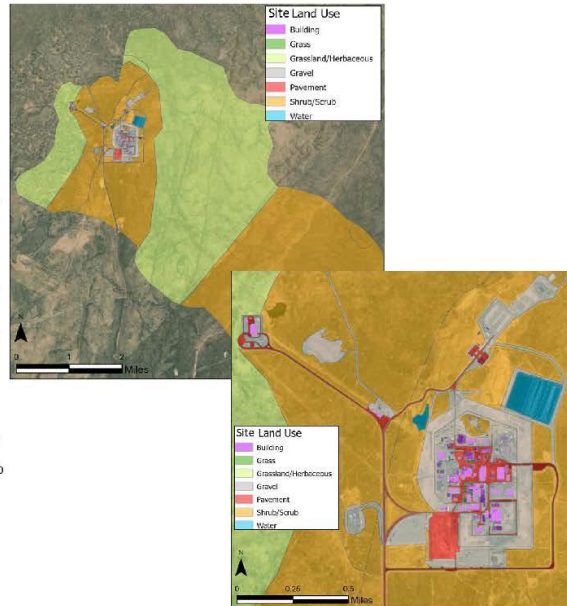 Site Land Use
Building
Grass
Grassland/Herbaceous
Gravel
Pavement
Shrub/Scrub
Water
N
0 1 2
Miles
Site Land Use
Building
Grass
Grassland/Herbaceous
Gravel
Pavement
Shrub/Scrub
Water
N
0 0.25 0.5
Miles